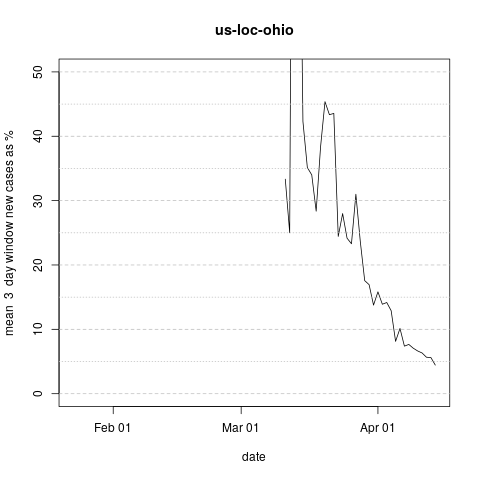 us-loc-ohio
mean 3 day window new cases as %
50
40
30
20
10
0
Feb 01
Mar 01
Apr 01
date